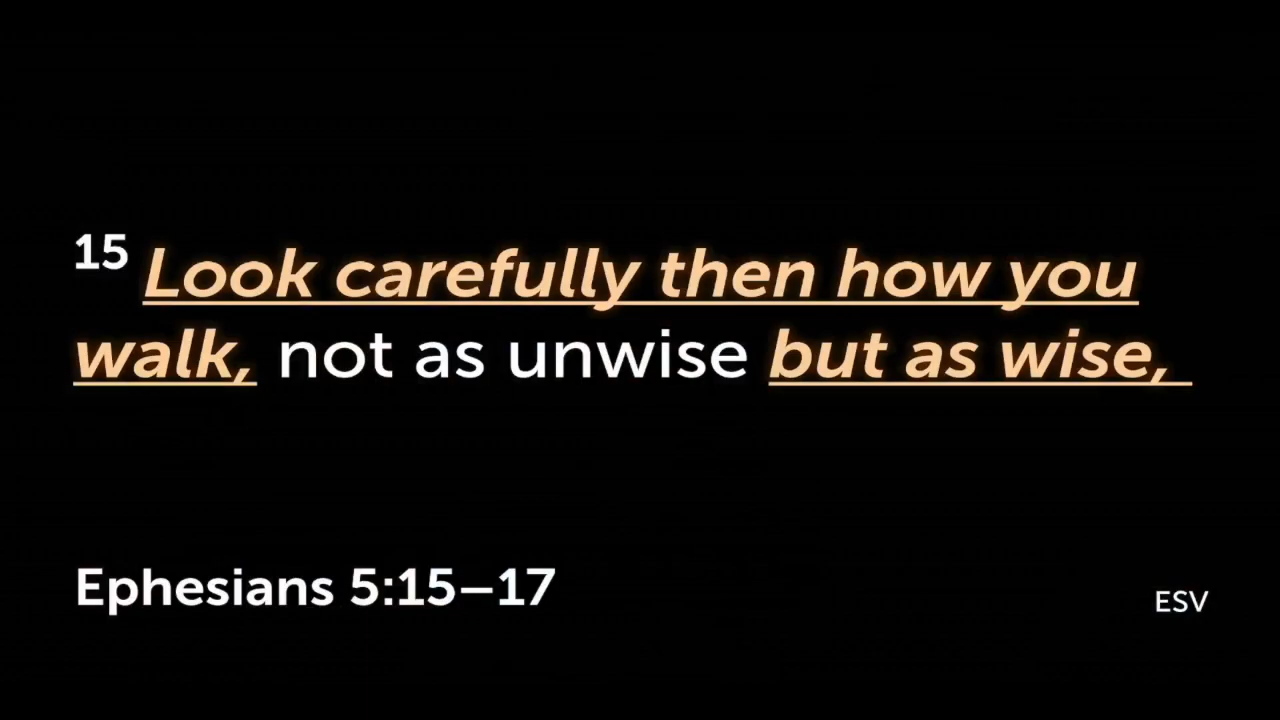 15 Look carefully then how you
walk, not as unwise but as wise,
Ephesians 5:15–17
ESV